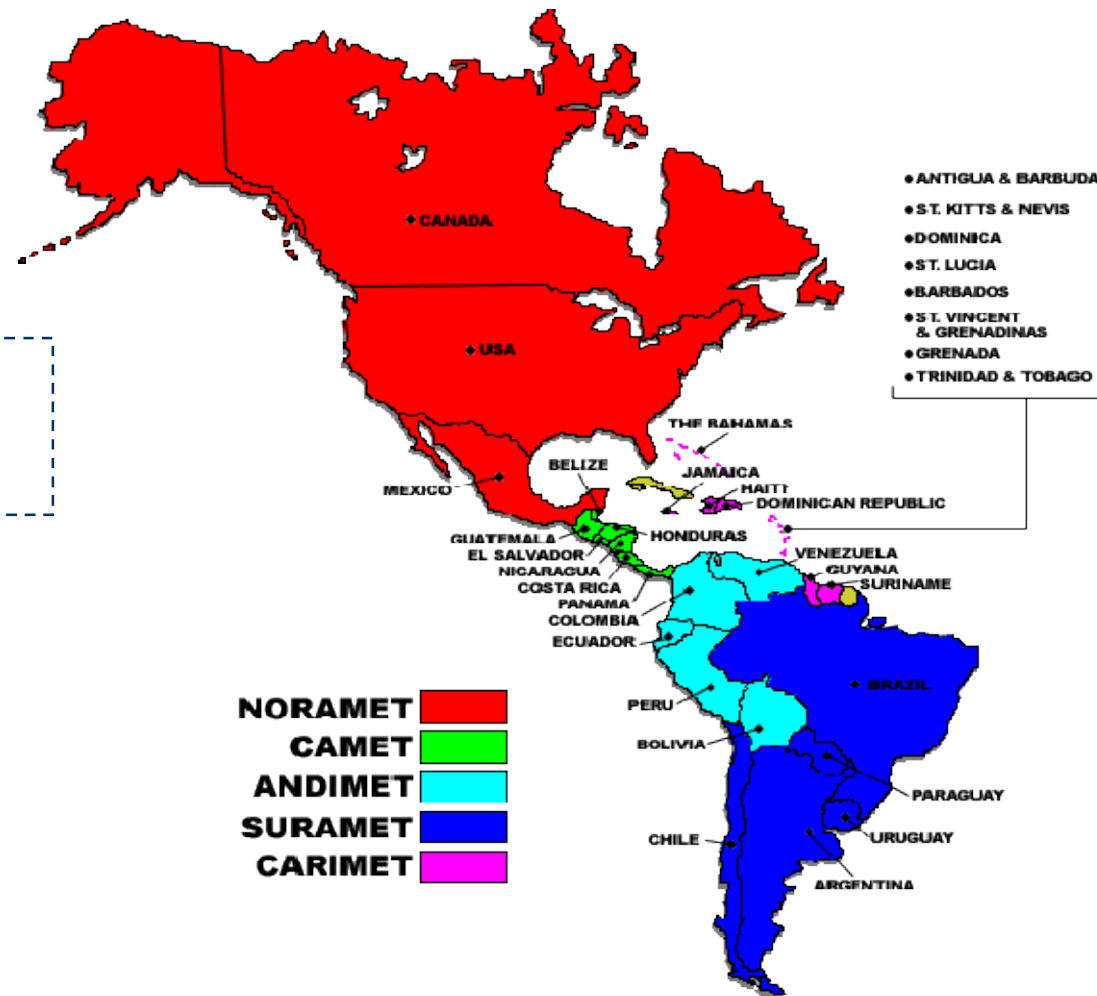 ANTIGUA & BARBUDA
ST. KITTS & NEVIS
DOMINICA
ST. LUCIA
BARBADOS
ST. VINCENT
& GRENADINAS
GRENADA
TRINIDAD & TOBAGO
CANADA
USA
MEXICO
THE BAHAMAS
BELIZE
JAMAICA
HAITI
DOMINICAN REPUBLIC
GUATEMALA
HONDURAS
EL SALVADOR
NICARAGUA
COSTA RICA
PANAMA
COLOMBIA
ECUADOR
VENEZUELA
GUYANA
SURINAME
PERU
BRAZIL
BOLIVIA
PARAGUAY
CHILE
URUGUAY
ARGENTINA
NORAMET
CAMET
ANDIMET
SURAMET
CARIMET